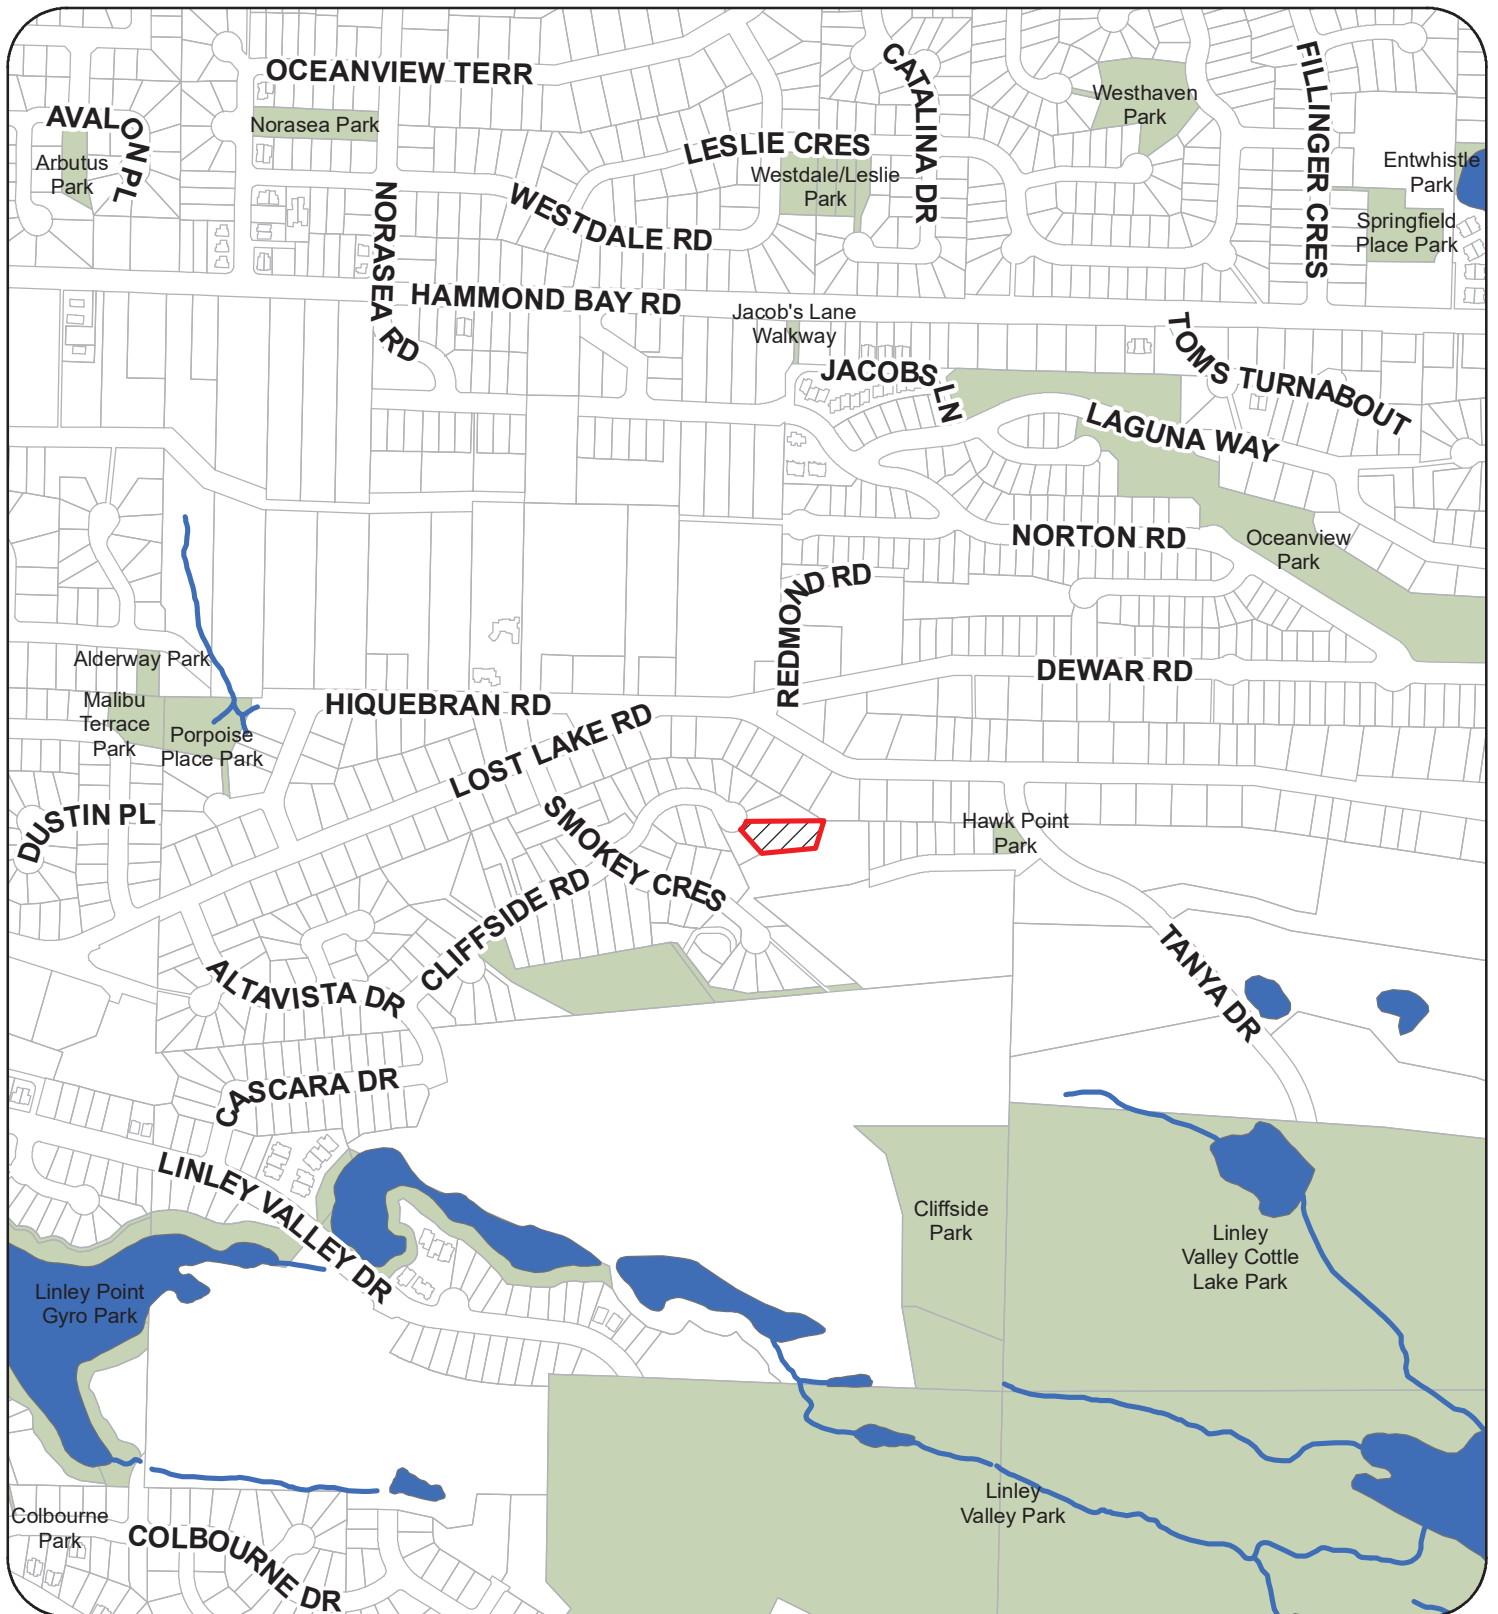 OCEANVIEW TERR
CATALINA DR
FILLINGER CRES
Westhaven
Park
AVALON PL
Norasea Park
Arbutus
Park
LESLIE CRES
Westdale/Leslie
Park
Entwhistle
Park
Springfield
Place Park
NORASEA RD
WESTDALE RD
HAMMOND BAY RD
Jacob's Lane
Walkway
JACOBS LN
TOMS TURNABOUT
LAGUNA WAY
NORTON RD
Oceanview
Park
REDMOND RD
Alderway Park
DEWAR RD
Malibu
Terrace
Park
HIQUEBRAN RD
Porpoise
Place Park
LOST LAKE RD
DUSTIN PL
SMOKEY CRES
Hawk Point
Park
CLIFFSIDE RD
TANYA DR
ALTAVISTA DR
CASCARA DR
LINLEY VALLEY DR
Cliffside
Park
Linley
Valley Cottle
Lake Park
Linley Point
Gyro Park
Linley
Valley Park
Colbourne
Park
COLBOURNE DR